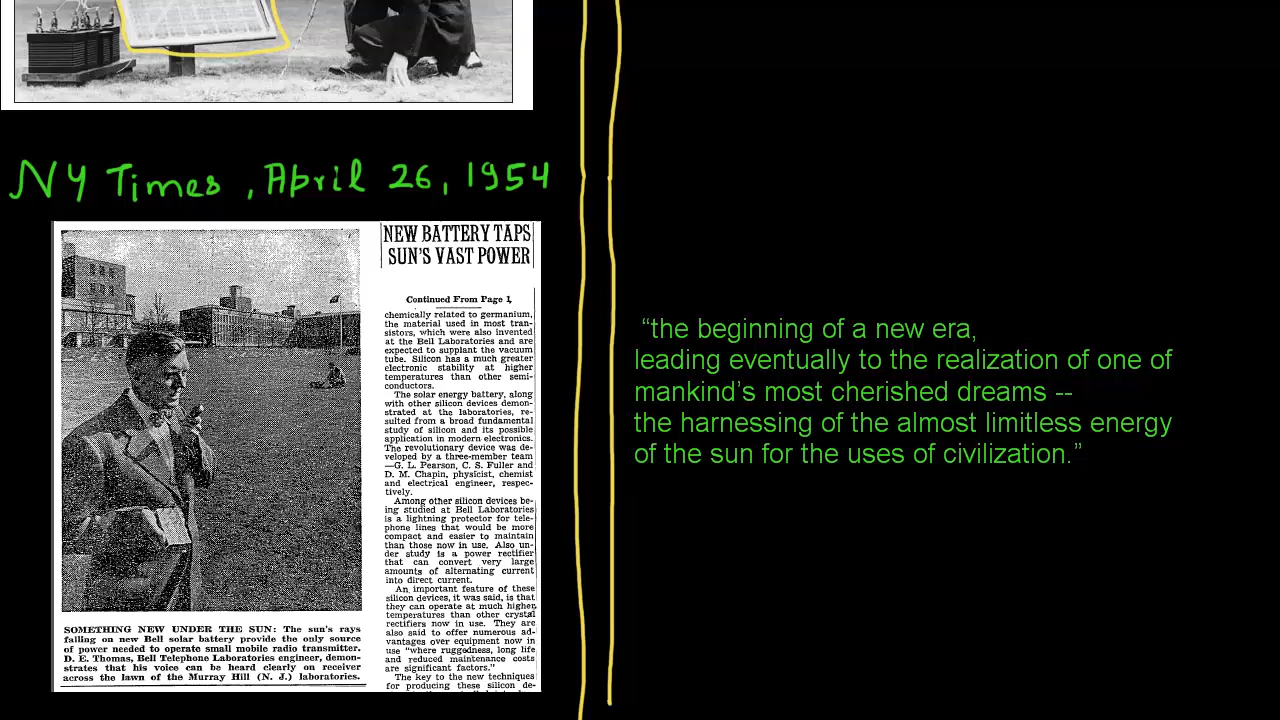 NY Times, April 26, 1954
NEW BATTERY TAPS
SUN'S VAST POWER
Continued From Page 1,
chemically related to germanium,
the material used in most tran-
sistors, which were also invented
at the Bell Laboratories and are
expected to supplant the vacuum
tube. Silicon has a much greater
electronic stability at higher
temperatures than other semi-
conductors.
The solar energy battery, along
with other silicon devices demon-
strated at the laboratories, re-
sulted from a broad fundamental
study of silicon and its possible
application in modern electronics.
The revolutionary device was de-
veloped by a three-member team
—G. L. Pearson, C. S. Fuller and
D. M. Chapin, physicist, chemist
and electrical engineer, respec-
tively.
Among other silicon devices be-
ing studied at Bell Laboratories
is a lightning protector for tele-
phone lines that would be more
compact and easier to maintain
than those now in use. Also un-
der study is a power rectifier
that can convert very large
amounts of alternating current
into direct current.
An important feature of these
silicon devices, it was said, is that
they can operate at much higher
temperatures than other crystal
rectifiers now in use. They are
also said to offer numerous ad-
vantages over equipment now in
use "where ruggedness, long life
and reduced maintenance costs
are significant factors."
The key to the new techniques
for producing these silicon de-
SOMETHING NEW UNDER THE SUN: The sun's rays
falling on new Bell solar battery provide the only source
of power needed to operate small mobile radio transmitter.
D. E. Thomas, Bell Telephone Laboratories engineer, demon-
strates that his voice can be heard clearly on receiver
across the lawn of the Murray Hill (N. J.) laboratories.
“the beginning of a new era,
leading eventually to the realization of one of
mankind’s most cherished dreams --
the harnessing of the almost limitless energy
of the sun for the uses of civilization.”